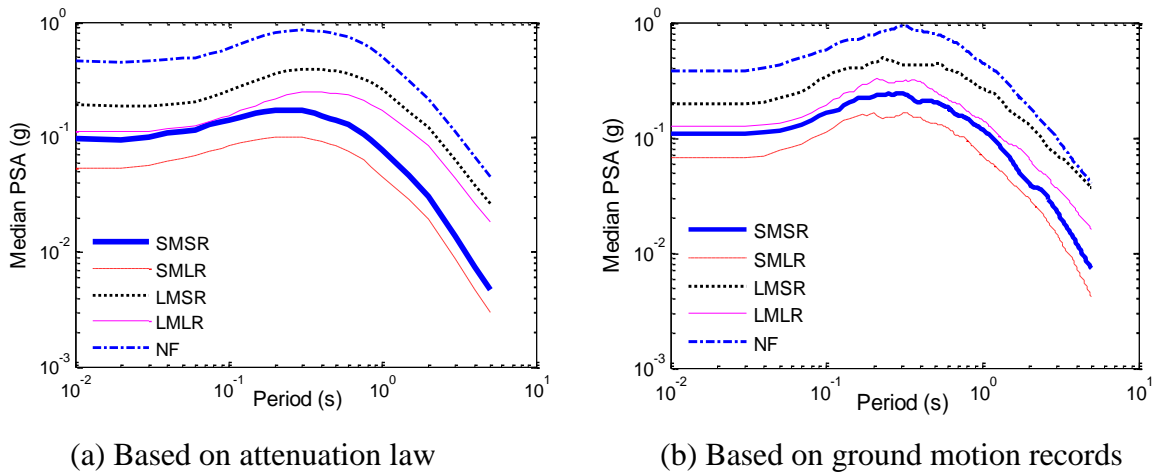 10^0
10^-1
10^-2
10^-3
Median PSA (g)
SMSR
SMLR
LMSR
LMLR
NF
10^-2
10^-1
10^0
10^1
Period (s)
(a) Based on attenuation law
10^0
10^-1
10^-2
10^-3
Median PSA (g)
SMSR
SMLR
LMSR
LMLR
NF
10^-2
10^-1
10^0
10^1
Period (s)
(b) Based on ground motion records